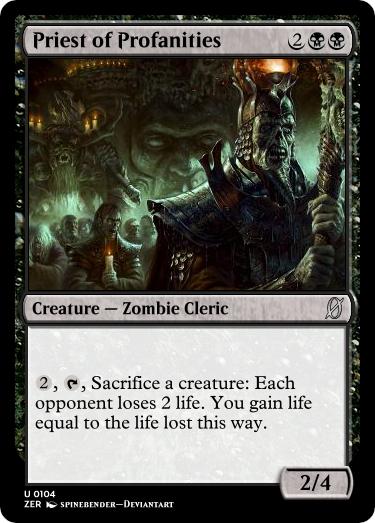 Priest of Profanities 2
Creature — Zombie Cleric
2, , Sacrifice a creature: Each
opponent loses 2 life. You gain life
equal to the life lost this way.
2/4
U 0104
ZER SPINEBENDER—DEVIANTART